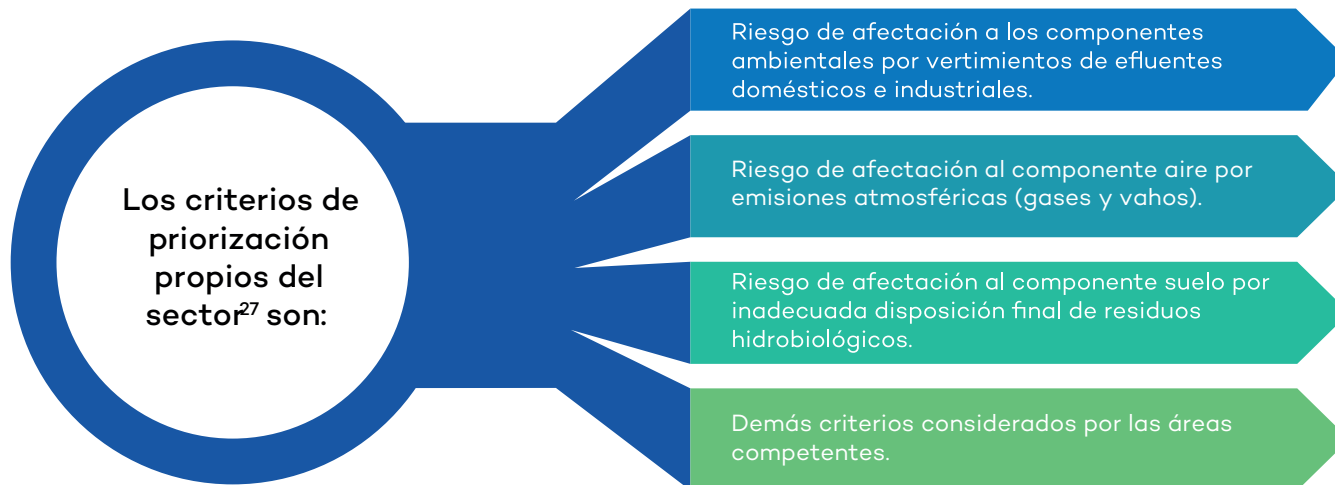 Los criterios de
priorización
propios del
sector27 son:
Riesgo de afectación a los componentes
ambientales por vertimientos de efluentes
domésticos e industriales.
Riesgo de afectación al componente aire por
emisiones atmosféricas (gases y vahos).
Riesgo de afectación al componente suelo por
inadecuada disposición final de residuos
hidrobiológicos.
Demás criterios considerados por las áreas
competentes.